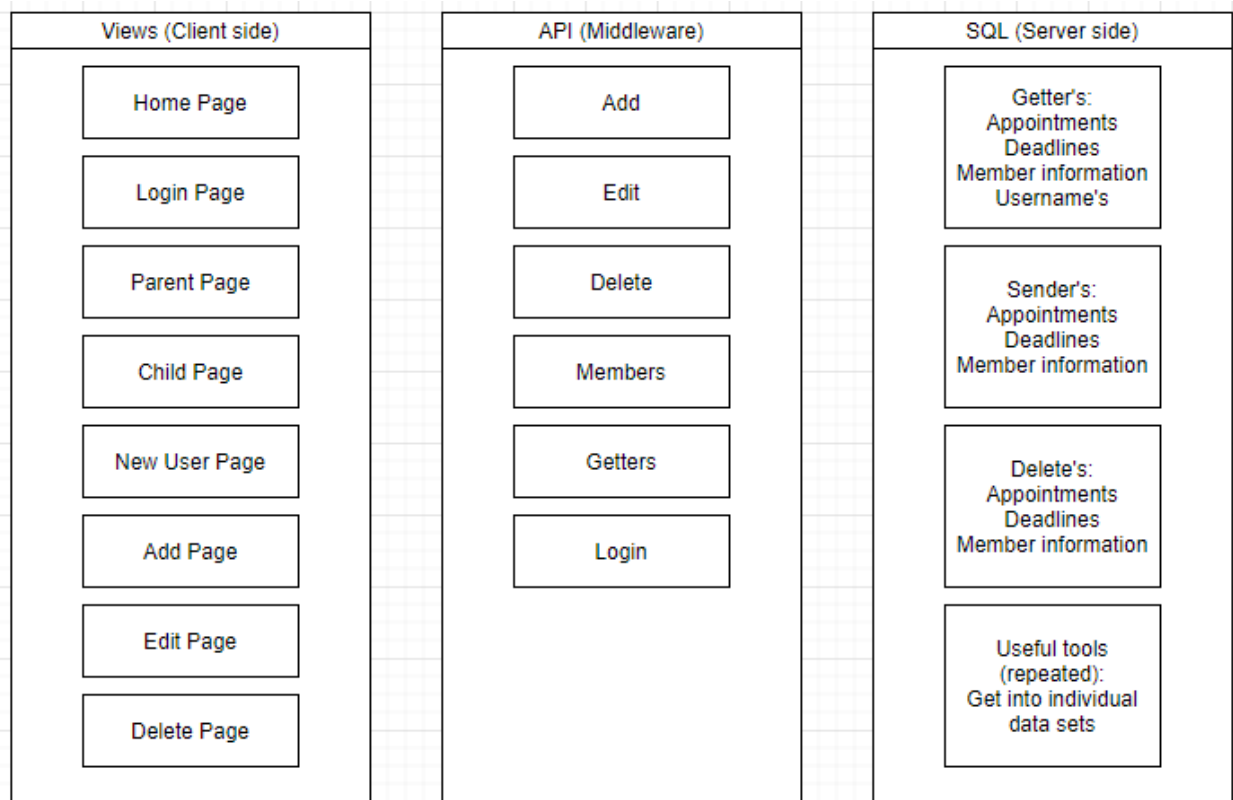 Views (Client side)
Home Page
Login Page
Parent Page
Child Page
New User Page
Add Page
Edit Page
Delete Page
API (Middleware)
Add
Edit
Delete
Members
Getters
Login
SQL (Server side)
Getter's:
Appointments
Deadlines
Member information
Username's
Sender's:
Appointments
Deadlines
Member information
Delete's:
Appointments
Deadlines
Member information
Useful tools
(repeated):
Get into individual
data sets